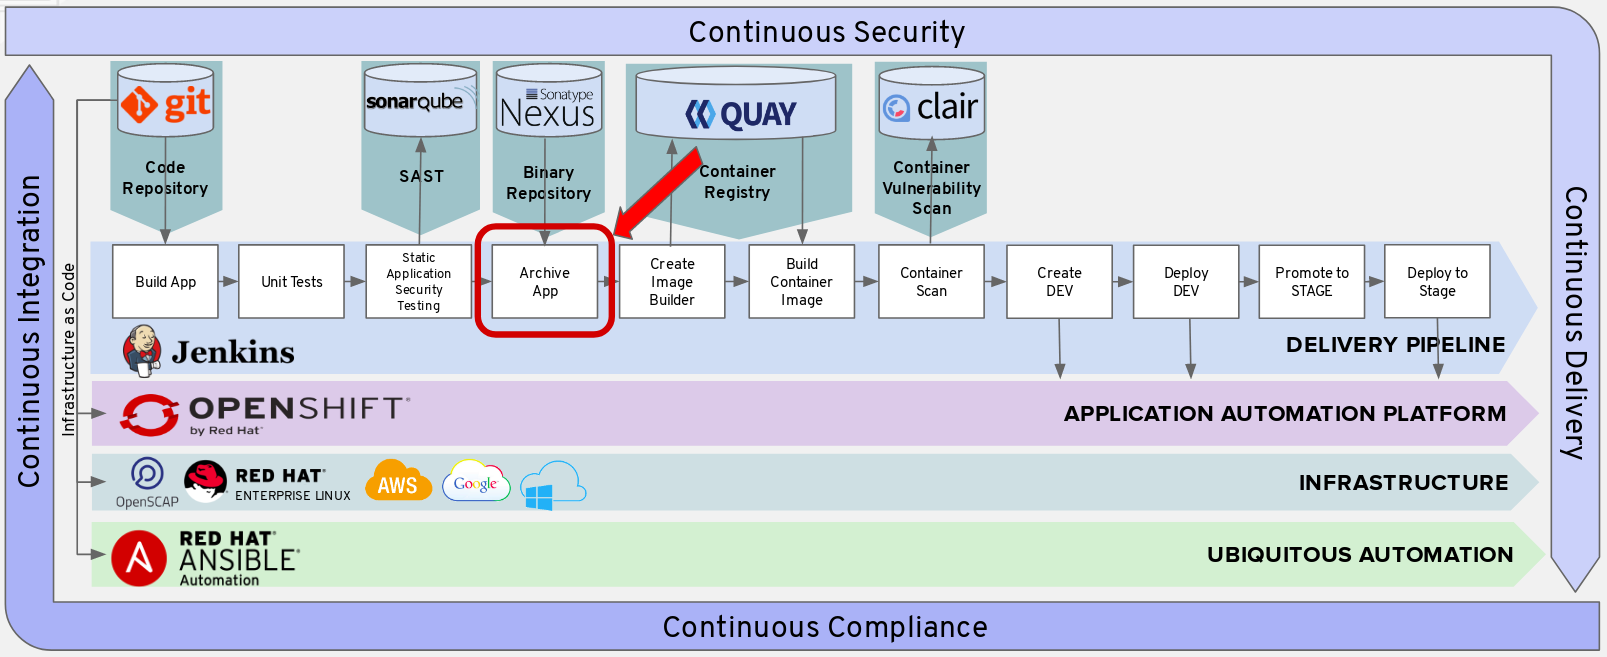 Continuous Security
git
sonarqube
Sonatype
Nexus
QUAY
clair
Code
Repository
SAST
Binary
Repository
Container
Registry
Container
Vulnerability
Scan
Continuous Integration
Infrastructure as Code
Continuous Delivery
Build App
Unit Tests
Static
Application
Security
Testing
Archive
App
Create
Image
Builder
Build
Container
Image
Container
Scan
Create
DEV
Deploy
DEV
Promote to
STAGE
Deploy to
Stage
Jenkins
DELIVERY PIPELINE
OPENSHIFT
by Red Hat
APPLICATION AUTOMATION PLATFORM
OpenSCAP
RED HAT
ENTERPRISE LINUX
AWS
Google
INFRASTRUCTURE
RED HAT
ANSIBLE
Automation
UBIQUITOUS AUTOMATION
Continuous Compliance